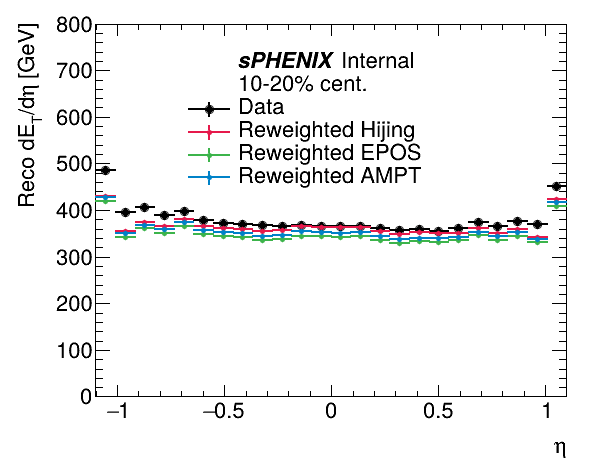 Reco dE_T/dη [GeV]
800
700
600
500
400
300
200
100
0
sPHENIX Internal
10-20% cent.
Data
Reweighted Hijing
Reweighted EPOS
Reweighted AMPT
−1 −0.5 0 0.5 1
η